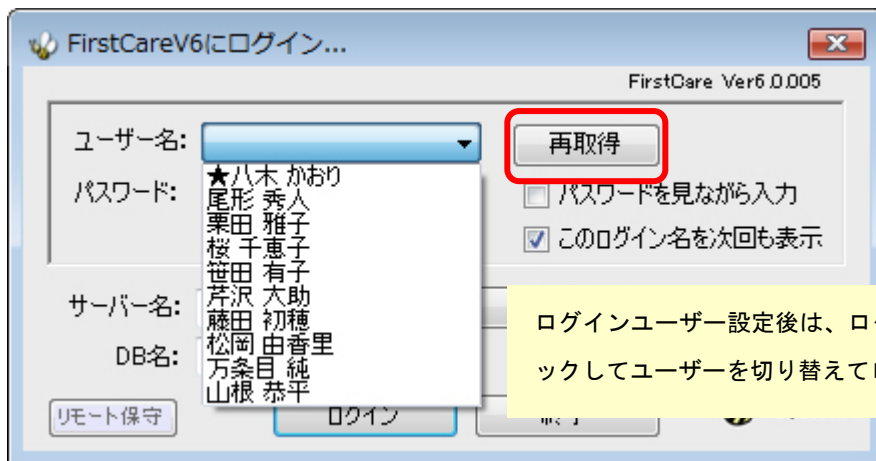 FirstCareV6にログイン...
FirstCare Ver6.0.005
ユーザー名:
再取得
★八木 かおり
パスワード:
パスワードを見ながら入力
尾形 秀人
栗田 雅子
桜 千恵子
このログイン名を次回も表示
笹田 有子
芹沢 大助
サーバー名:
藤田 初穂
松岡 由香里
DB名:
万条目 純
山根 恭平
ログインユーザー設定後は、ロ
ックしてユーザーを切り替えて
リモート保守
ログイン